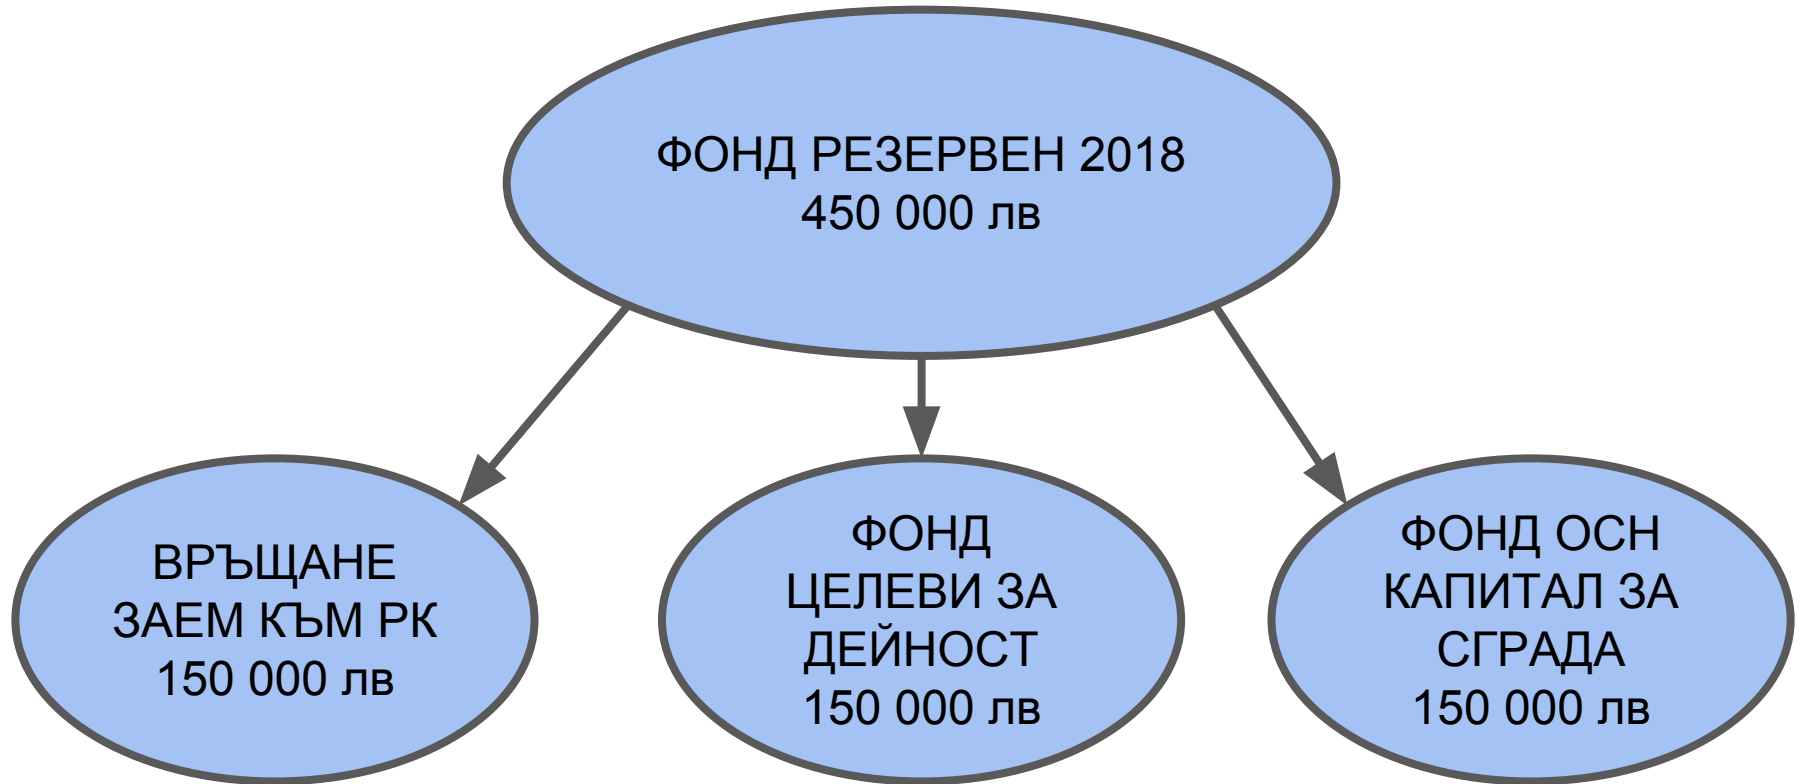 ФОНД РЕЗЕРВЕН 2018
450 000 лв
ВРЪЩАНЕ
ЗАЕМ КЪМ РК
150 000 лв
ФОНД
ЦЕЛЕВИ ЗА
ДЕЙНОСТ
150 000 лв
ФОНД ОСН
КАПИТАЛ ЗА
СГРАДА
150 000 лв